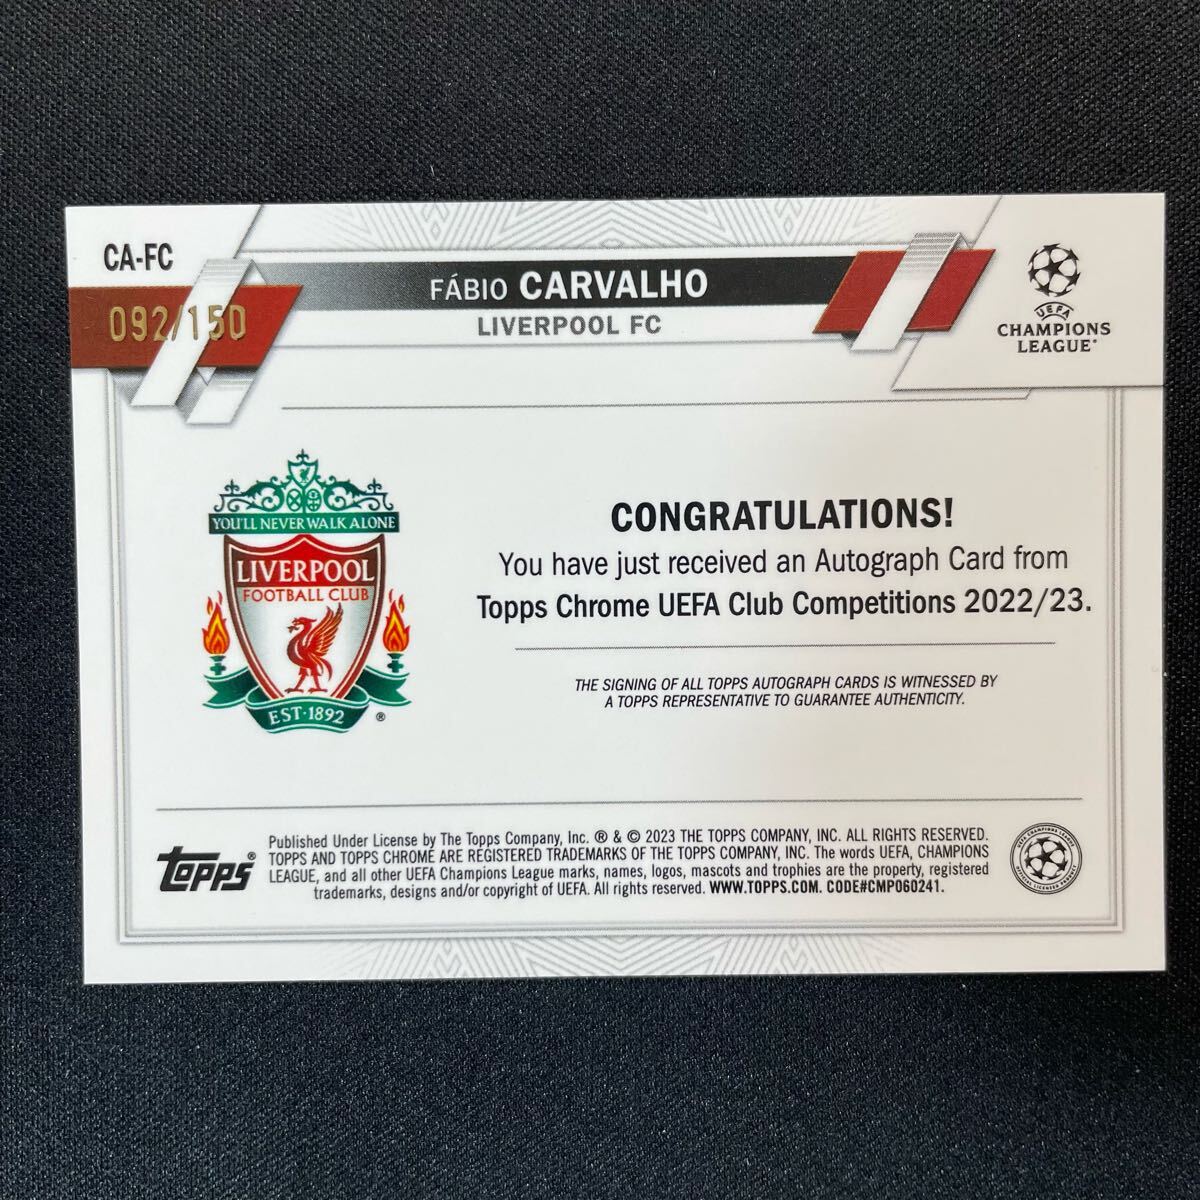 CA-FC
092/150
FÁBIO CARVALHO
LIVERPOOL FC
UEFA
CHAMPIONS
LEAGUE®
YOU'LL NEVER WALK ALONE
LIVERPOOL
FOOTBALL CLUB
EST·1892
®
CONGRATULATIONS!
You have just received an Autograph Card from
Topps Chrome UEFA Club Competitions 2022/23.
THE SIGNING OF ALL TOPPS AUTOGRAPH CARDS IS WITNESSED BY
A TOPPS REPRESENTATIVE TO GUARANTEE AUTHENTICITY.
topps®
Published Under License by The Topps Company, Inc. ® & © 2023 THE TOPPS COMPANY, INC. ALL RIGHTS RESERVED.
TOPPS AND TOPPS CHROME ARE REGISTERED TRADEMARKS OF THE TOPPS COMPANY, INC. The words UEFA, CHAMPIONS
LEAGUE, and all other UEFA Champions League marks, names, logos, mascots and trophies are the property, registered
trademarks, designs and/or copyright of UEFA. All rights reserved. WWW.TOPPS.COM. CODE#CMP060241.
UEFA CHAMPIONS LEAGUE
OFFICIAL LICENSED PRODUCT